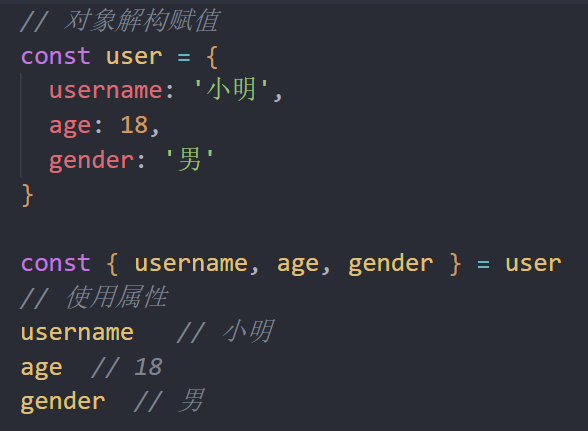 // 对象解构赋值
const user = {
  username: '小明',
  age: 18,
  gender: '男'
}
const { username, age, gender } = user
// 使用属性
username   // 小明
age  // 18
gender  // 男